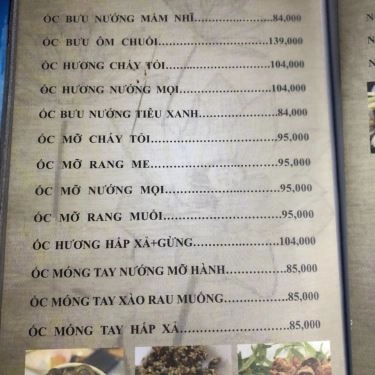 ỐC BƯU NƯỚNG MẮM NHĨ....................84,000
ỐC BƯU ÔM CHUỐI........................139,000
ỐC HƯƠNG CHÁY TỎI......................104,000
ỐC HƯƠNG NƯỚNG MỌI.....................104,000
ỐC BƯU NƯỚNG TIÊU XANH.................84,000
ỐC MỠ CHÁY TỎI.........................95,000
ỐC MỠ RANG ME..........................95,000
ỐC MỠ NƯỚNG MỌI........................95,000
ỐC MỠ RANG MUỐI........................95,000
ỐC HƯƠNG HẤP XẢ+GỪNG...................104,000
ỐC MÓNG TAY NƯỚNG MỠ HÀNH..............85,000
ỐC MÓNG TAY XÀO RAU MUỐNG..............85,000
ỐC MÓNG TAY HẤP XẢ.....................85,000